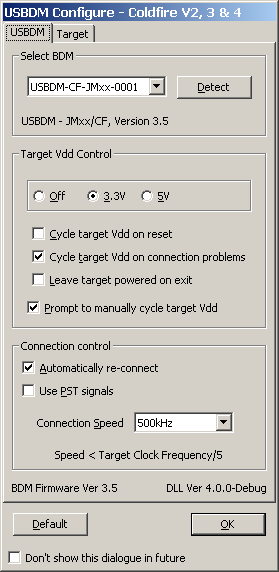 USBDM Configure - Coldfire V2, 3 & 4
USBDM Target
Select BDM
USBDM-CF-JMxx-0001 Detect
USBDM - JMxx/CF, Version 3.5
Target Vdd Control
Off 3.3V 5V
Cycle target Vdd on reset
Cycle target Vdd on connection problems
Leave target powered on exit
Prompt to manually cycle target Vdd
Connection control
Automatically re-connect
Use PST signals
Connection Speed 500kHz
Speed < Target Clock Frequency/5
BDM Firmware Ver 3.5 DLL Ver 4.0.0-Debug
Default OK
Don't show this dialogue in future